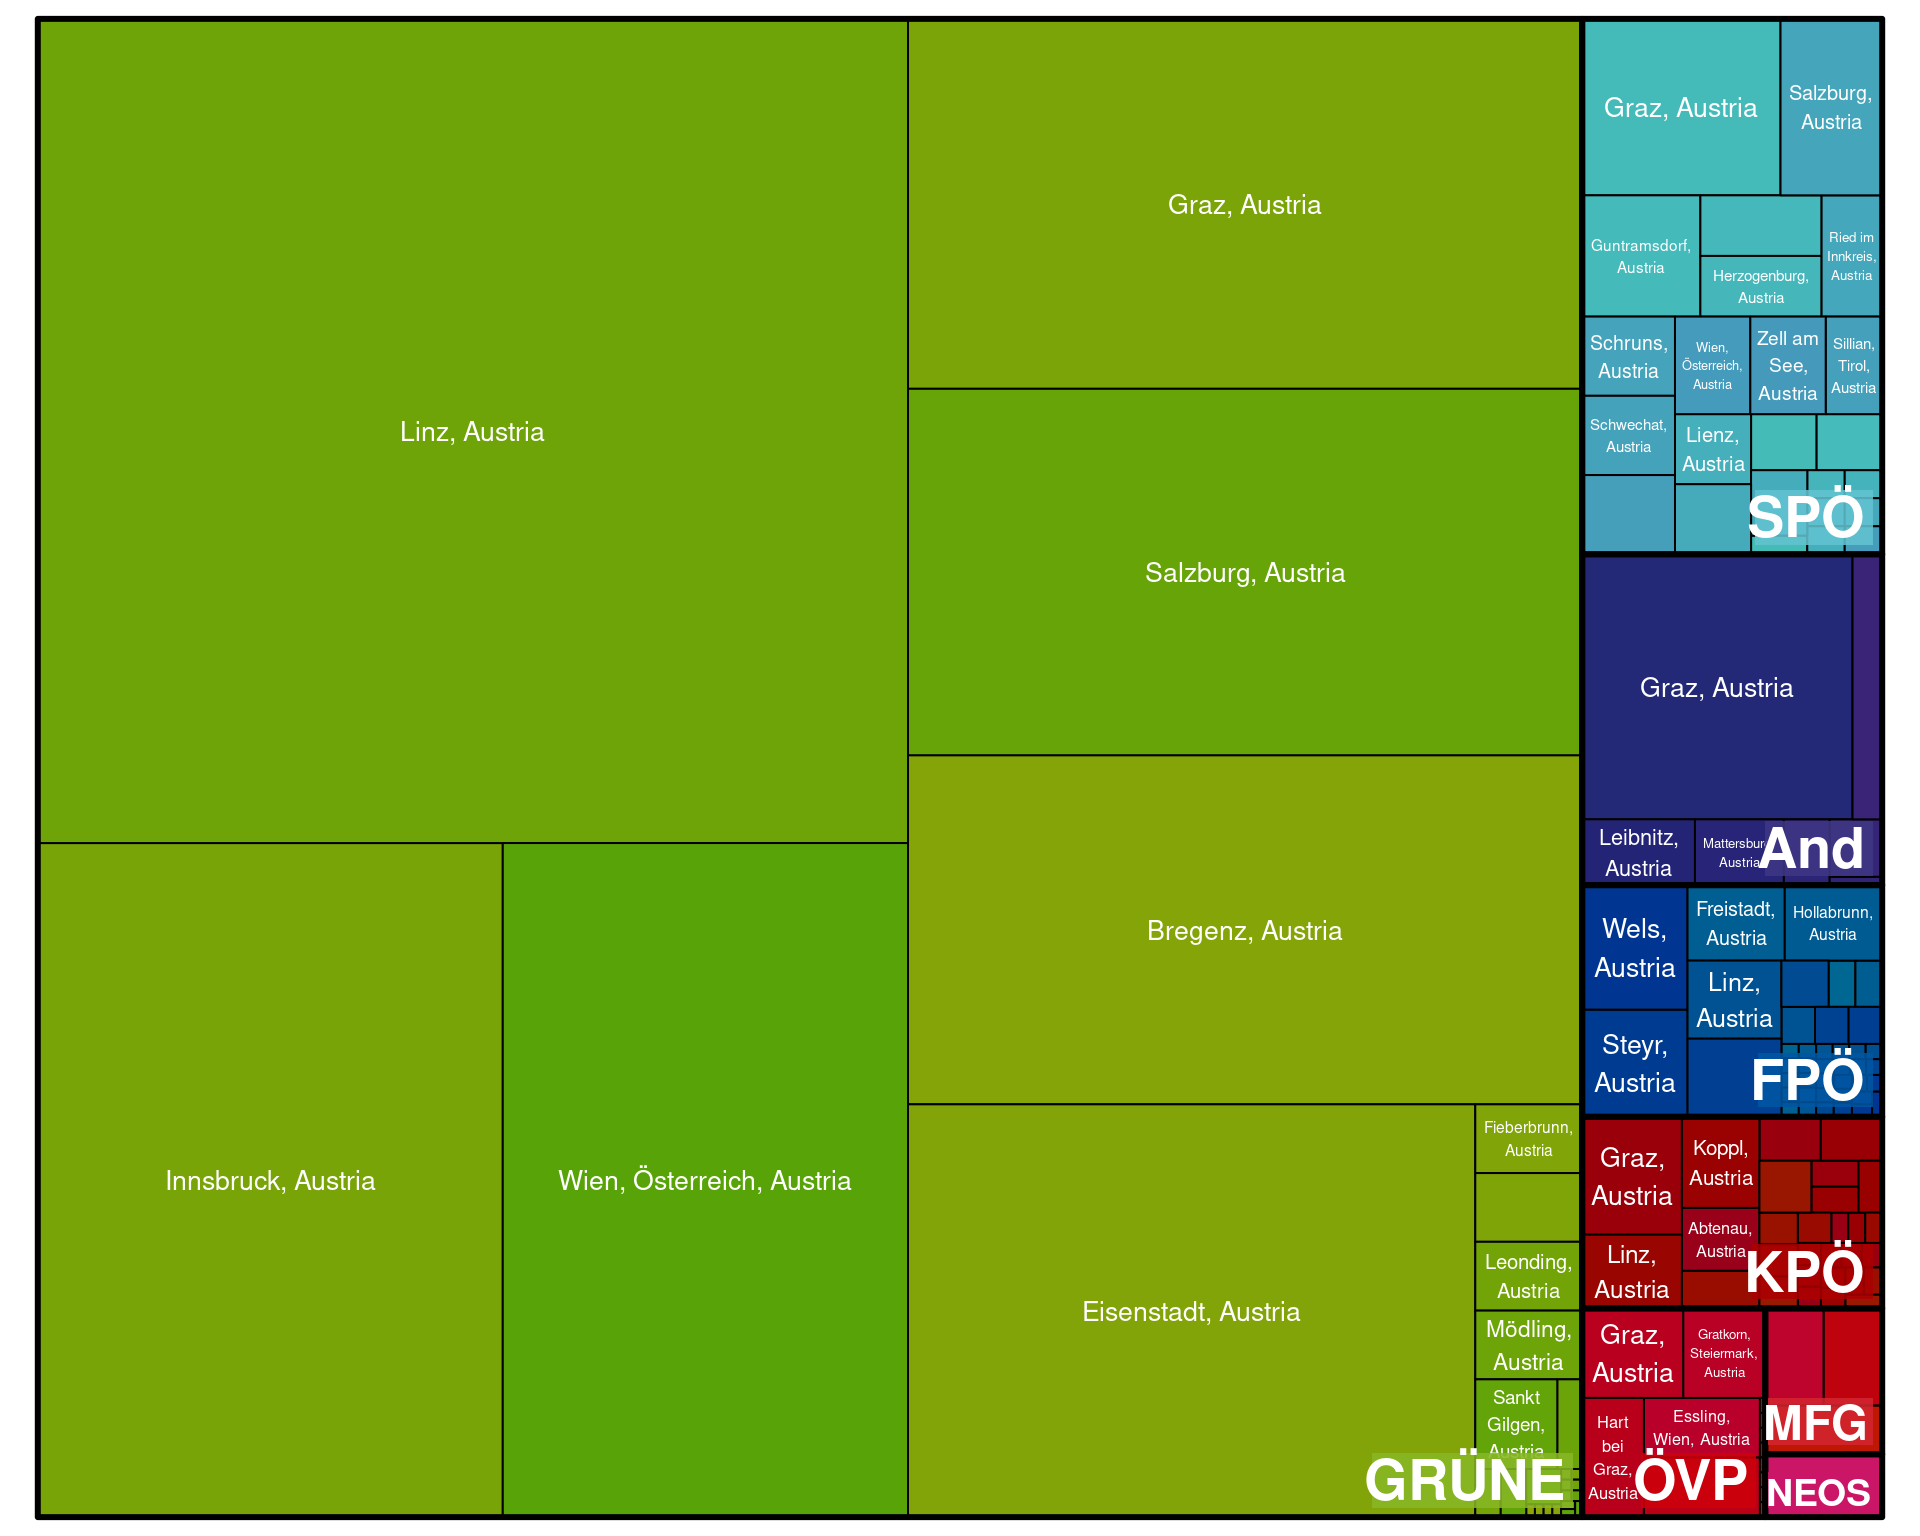 Linz, Austria
Innsbruck, Austria
Wien, Österreich, Austria
Graz, Austria
Salzburg, Austria
Bregenz, Austria
Eisenstadt, Austria
Fieberbrunn,
Austria
Leonding,
Austria
Mödling,
Austria
Sankt
Gilgen,
Austria
GRÜNE
Graz, Austria
Salzburg,
Austria
Guntramsdorf,
Austria
Herzogenburg,
Austria
Ried im
Innkreis,
Austria
Schruns,
Austria
Wien,
Österreich,
Austria
Zell am
See,
Austria
Sillian,
Tirol,
Austria
Schwechat,
Austria
Lienz,
Austria
SPÖ
Graz, Austria
Leibnitz,
Austria
Mattersbur
Austria
And
Wels,
Austria
Freistadt,
Austria
Hollabrunn,
Austria
Linz,
Austria
Steyr,
Austria
FPÖ
Graz,
Austria
Koppl,
Austria
Abtenau,
Austria
Linz,
Austria
KPÖ
Graz,
Austria
Gratkorn,
Steiermark,
Austria
Hart
bei
Graz,
Austria
Essling,
Wien, Austria
ÖVP
MFG
NEOS